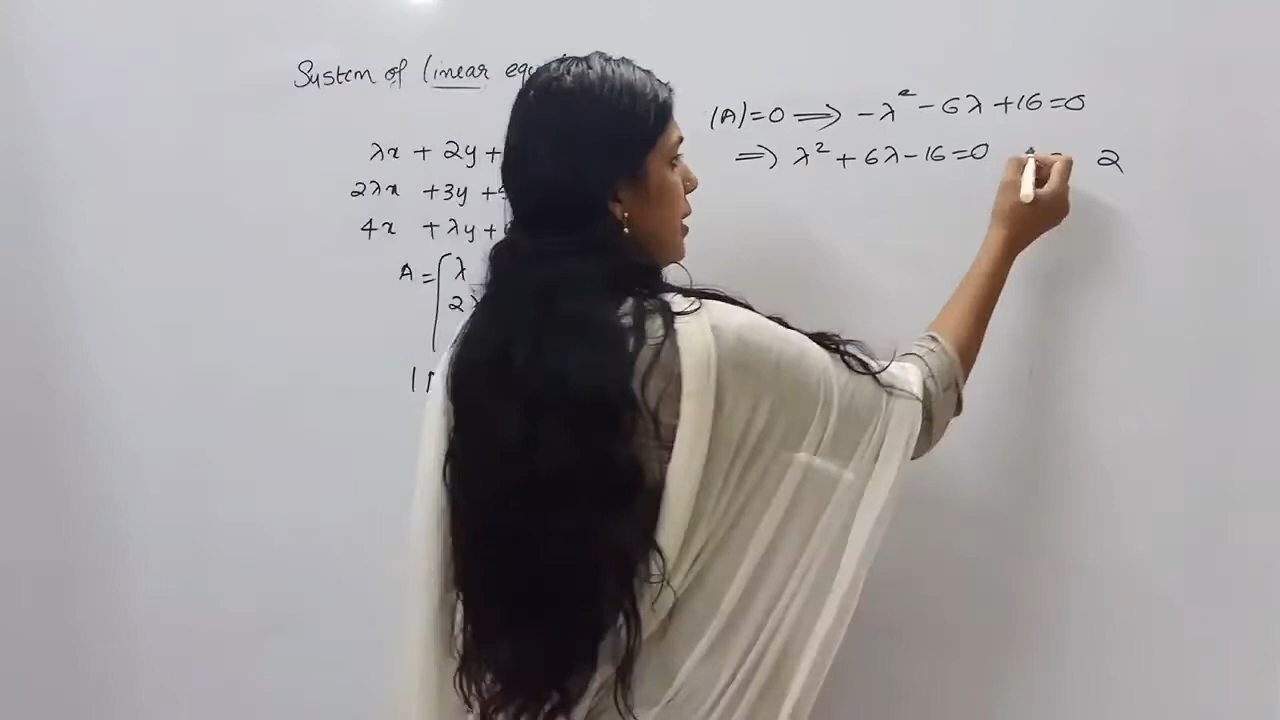 System of linear
λx + 2y +
2λx + 3y +
4x + λy +
A = [λ
2λ
|A| = 0 ⟹ -λ² - 6λ + 16 = 0
⟹ λ² + 6λ - 16 = 0 2